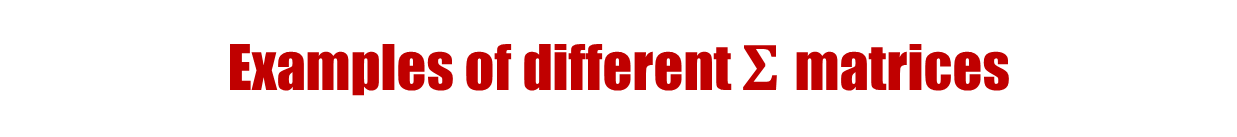 Examples of different Σ matrices